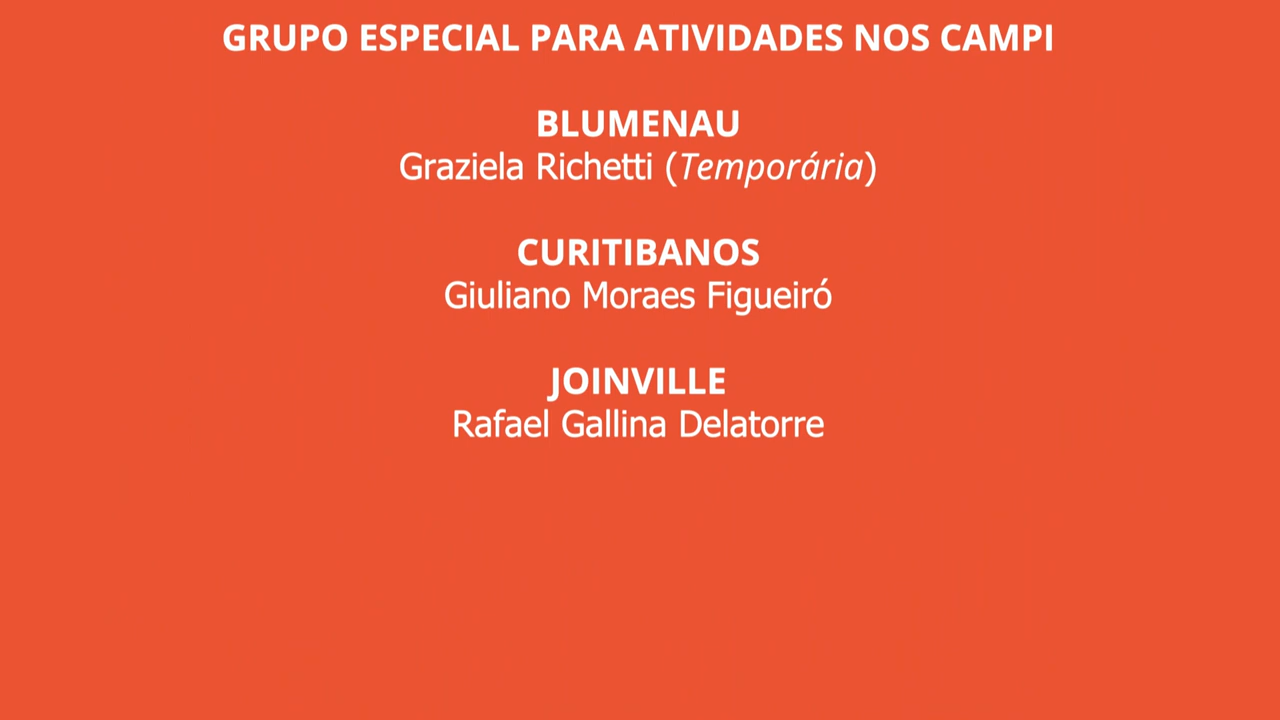 GRUPO ESPECIAL PARA ATIVIDADES NOS CAMPI
BLUMENAU
Graziela Richetti (Temporária)
CURITIBANOS
Giuliano Moraes Figueiró
JOINVILLE
Rafael Gallina Delatorre